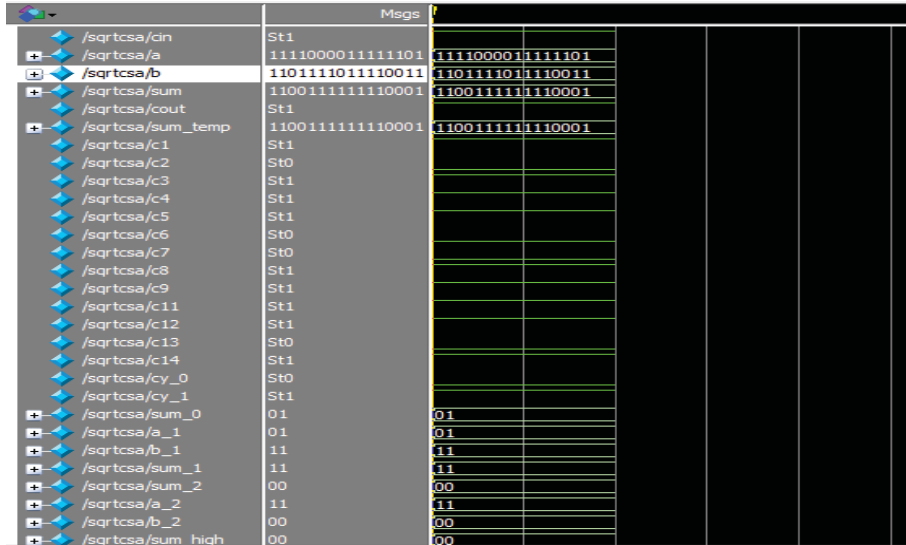 Msgs
/sqrtcsa/cin St1
/sqrtcsa/a 1111000011111101 1111000011111101
/sqrtcsa/b 1101111011110011 1101111011110011
/sqrtcsa/sum 1100111111110001 1100111111110001
/sqrtcsa/cout St1
/sqrtcsa/sum_temp 1100111111110001 1100111111110001
/sqrtcsa/c1 St1
/sqrtcsa/c2 St0
/sqrtcsa/c3 St1
/sqrtcsa/c4 St1
/sqrtcsa/c5 St1
/sqrtcsa/c6 St0
/sqrtcsa/c7 St0
/sqrtcsa/c8 St1
/sqrtcsa/c9 St1
/sqrtcsa/c11 St1
/sqrtcsa/c12 St1
/sqrtcsa/c13 St0
/sqrtcsa/c14 St1
/sqrtcsa/cy_0 St0
/sqrtcsa/cy_1 St1
/sqrtcsa/sum_0 01 01
/sqrtcsa/a_1 01 01
/sqrtcsa/b_1 11 11
/sqrtcsa/sum_1 11 11
/sqrtcsa/sum_2 00 00
/sqrtcsa/a_2 11 11
/sqrtcsa/b_2 00 00
/sqrtcsa/sum_high 00 00